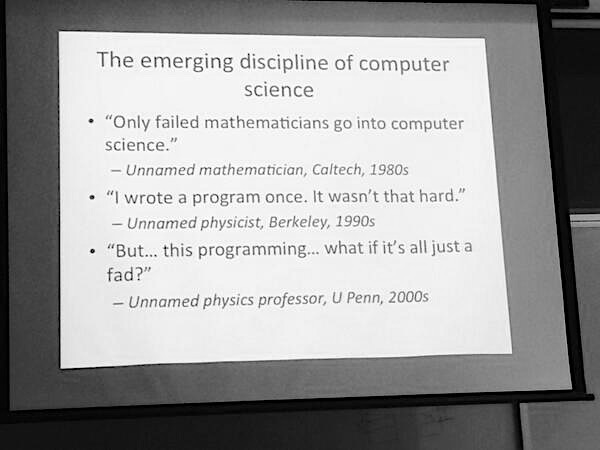 The emerging discipline of computer
science
• “Only failed mathematicians go into computer
science.”
– Unnamed mathematician, Caltech, 1980s
• “I wrote a program once. It wasn’t that hard.”
– Unnamed physicist, Berkeley, 1990s
• “But... this programming... what if it’s all just a
fad?”
– Unnamed physics professor, U Penn, 2000s